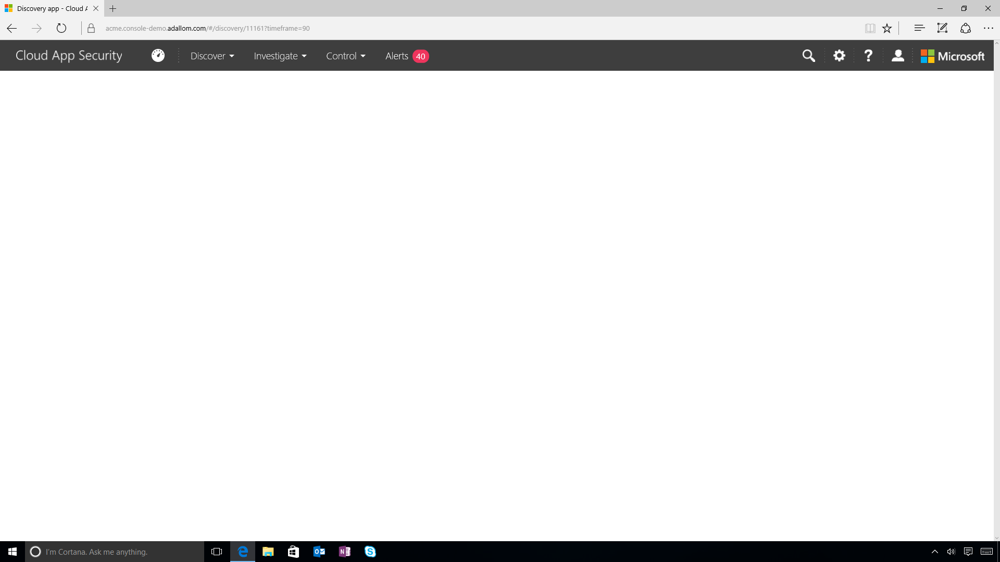 Discovery app - Cloud A
acme.console-demo.adallom.com/#/discovery/11161?timeframe=90
Cloud App Security Discover Investigate Control Alerts 40 ? Microsoft
I'm Cortana. Ask me anything.